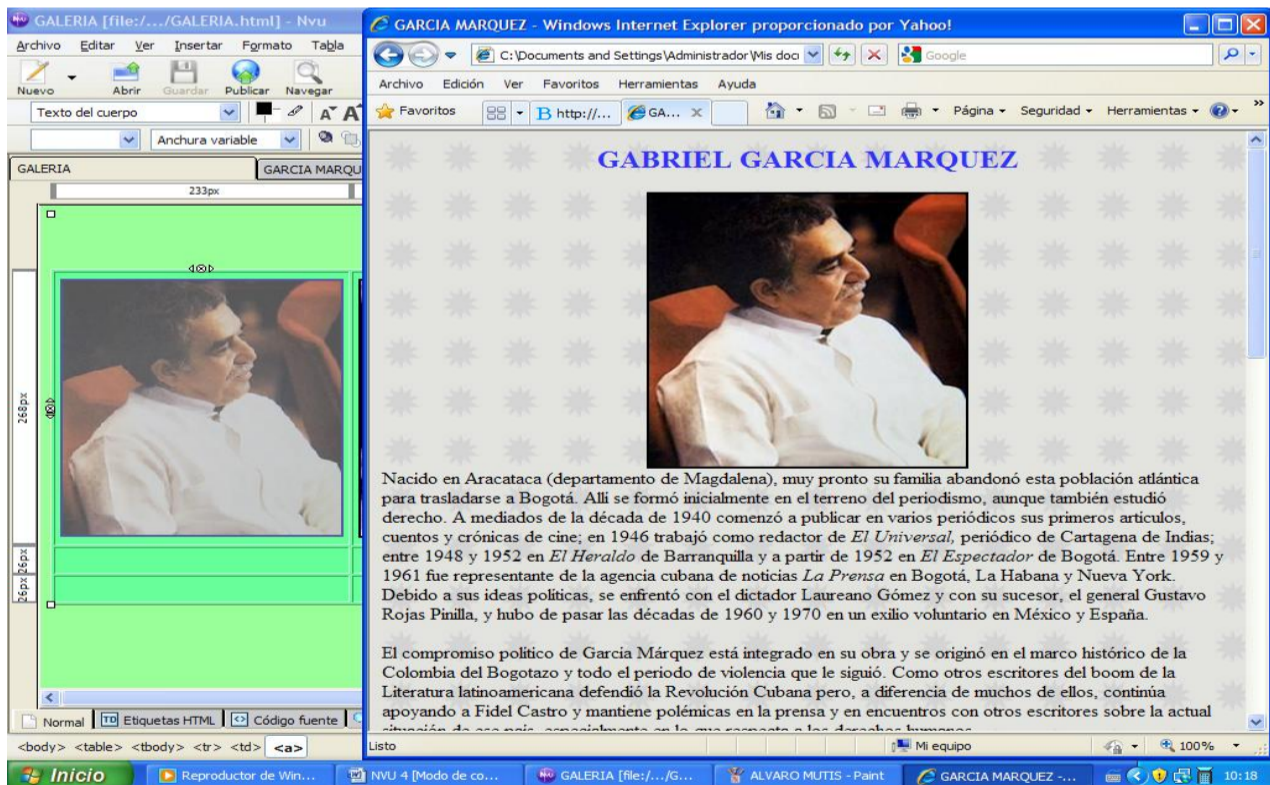 GALERIA [file:/.../GALERIA.html] - Nvu
Archivo Editar Ver Insertar Formato Tabla
Nuevo Abrir Guardar Publicar Navegar
Texto del cuerpo
Anchura variable
GALERIA GARCIA MARQU
233px
268px
26px
26px
Normal Etiquetas HTML Código fuente
<body> <table> <tbody> <tr> <td> <a>
GARCIA MARQUEZ - Windows Internet Explorer proporcionado por Yahoo!
C:\Documents and Settings\Administrador\Mis doci Google
Archivo Edición Ver Favoritos Herramientas Ayuda
Favoritos http://... GA... Página Seguridad Herramientas
GABRIEL GARCIA MARQUEZ
Nacido en Aracataca (departamento de Magdalena), muy pronto su familia abandonó esta población atlántica
para trasladarse a Bogotá. Alli se formó inicialmente en el terreno del periodismo, aunque también estudió
derecho. A mediados de la década de 1940 comenzó a publicar en varios periódicos sus primeros articulos,
cuentos y crónicas de cine; en 1946 trabajó como redactor de El Universal, periódico de Cartagena de Indias;
entre 1948 y 1952 en El Heraldo de Barranquilla y a partir de 1952 en El Espectador de Bogotá. Entre 1959 y
1961 fue representante de la agencia cubana de noticias La Prensa en Bogotá, La Habana y Nueva York.
Debido a sus ideas políticas, se enfrentó con el dictador Laureano Gómez y con su sucesor, el general Gustavo
Rojas Pinilla, y hubo de pasar las décadas de 1960 y 1970 en un exilio voluntario en México y España.
El compromiso político de García Márquez está integrado en su obra y se originó en el marco histórico de la
Colombia del Bogotazo y todo el periodo de violencia que le siguió. Como otros escritores del boom de la
Literatura latinoamericana defendió la Revolución Cubana pero, a diferencia de muchos de ellos, continúa
apoyando a Fidel Castro y mantiene polémicas en la prensa y en encuentros con otros escritores sobre la actual
situación de ese pais, especialmente en lo que respecta a los derechos humanos
Listo Mi equipo 100%
Inicio Reproductor de Win... NVU 4 [Modo de co... GALERIA [file:/.../G... ALVARO MUTIS - Paint GARCIA MARQUEZ -... 10:18